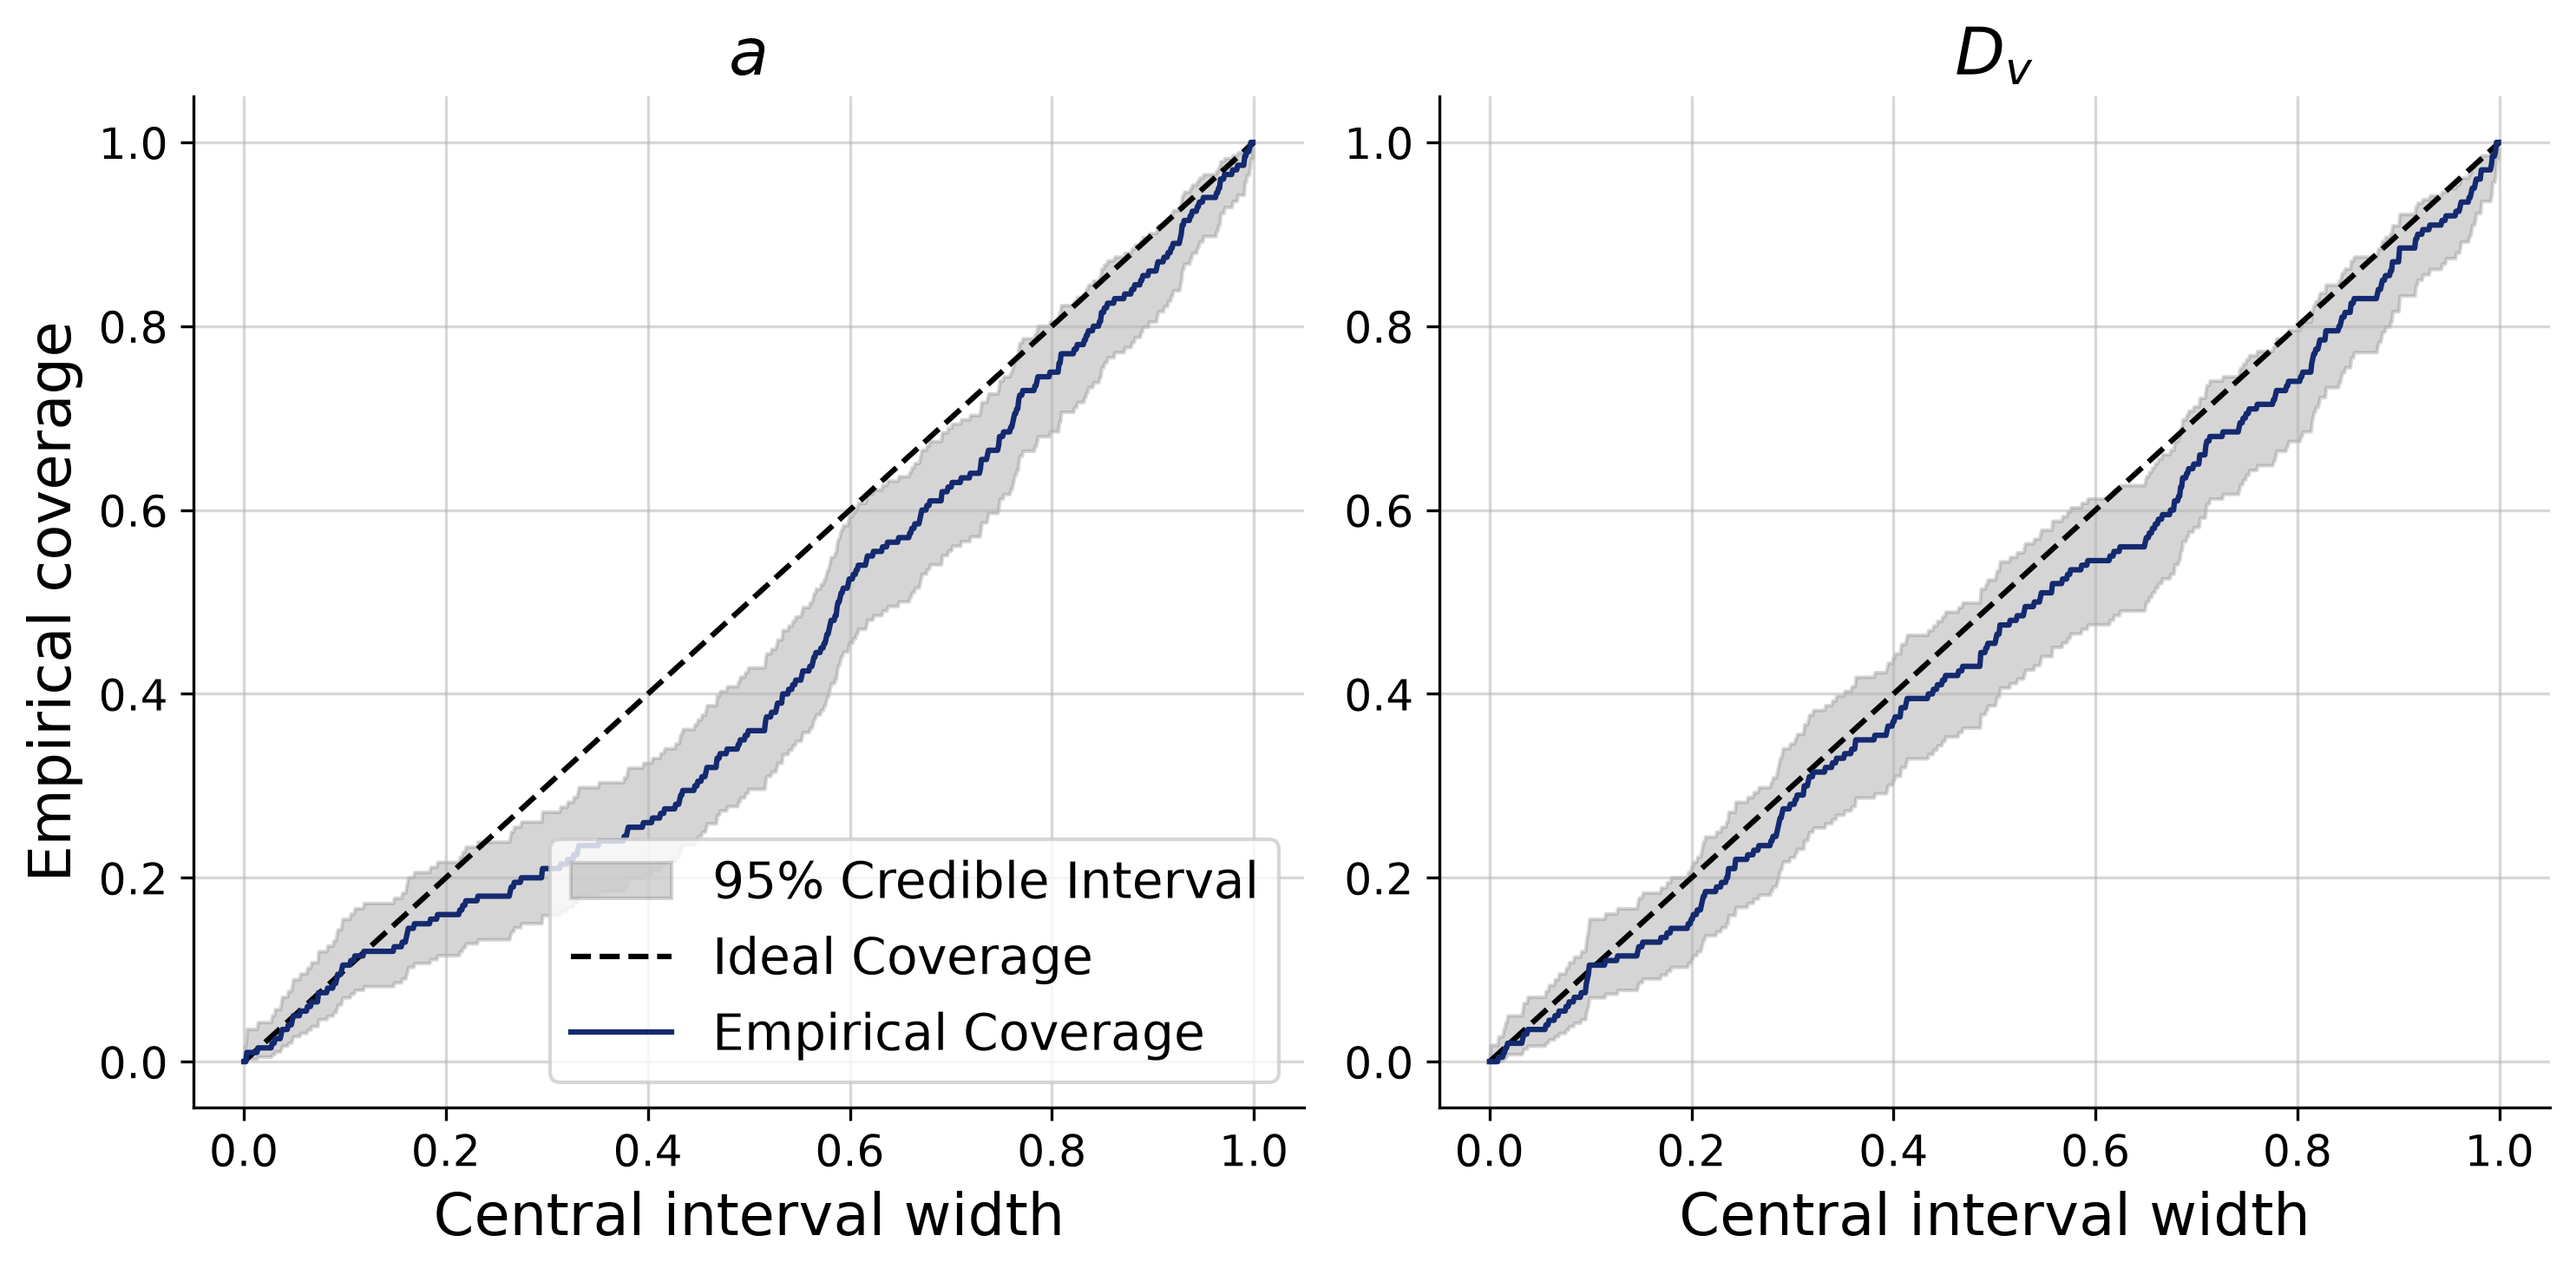 a
1.0
0.8
0.6
0.4
0.2
0.0
0.0 0.2 0.4 0.6 0.8 1.0
Empirical coverage
Central interval width
95% Credible Interval
Ideal Coverage
Empirical Coverage
D_v
1.0
0.8
0.6
0.4
0.2
0.0
0.0 0.2 0.4 0.6 0.8 1.0
Central interval width